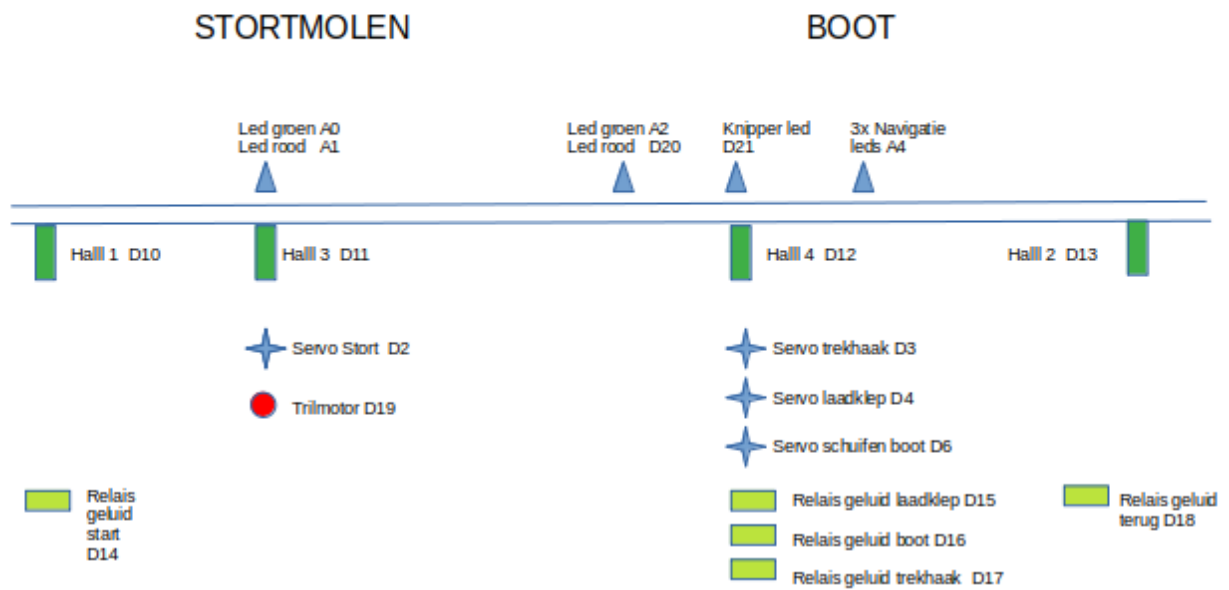 STORTMOLEN
BOOT
Led groen A0
Led rood A1
Led groen A2
Led rood D20
Knipper led
D21
3x Navigatie
leds A4
Halll 1 D10
Halll 3 D11
Halll 4 D12
Halll 2 D13
Servo Stort D2
Servo trekhaak D3
Trilmotor D19
Servo laadklep D4
Servo schuifen boot D6
Relais
geluid
start
D14
Relais geluid laadklep D15
Relais geluid
terug D18
Relais geluid boot D16
Relais geluid trekhaak D17